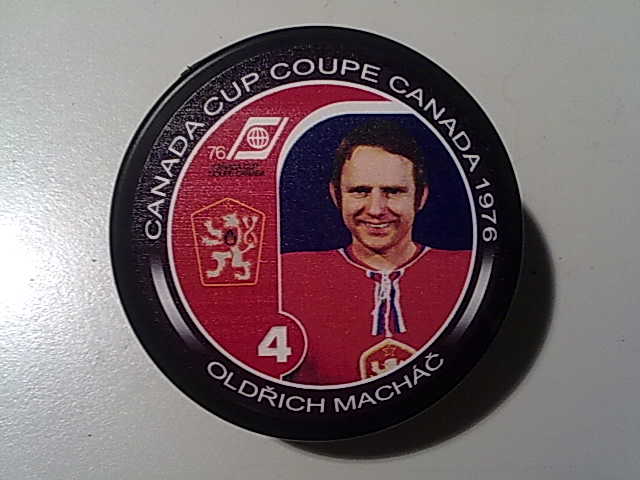 CANADA CUP COUPE CANADA 1976
76
4
OLDŘICH MACHÁČ